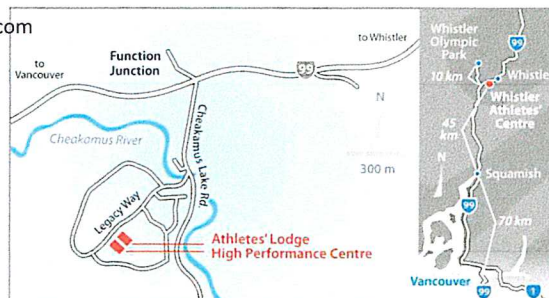 com
to Whistler
to
Vancouver
Function
Junction
99
N
Cheakamus River
Cheakamus Lake Rd.
300 m
Legacy Way
Athletes' Lodge
High Performance Centre
Whistler
Olympic
Park
99
10 km
Whistle
Whistler
Athletes'
Centre
45
km
N
Squamish
99
70 km
Vancouver
99
1